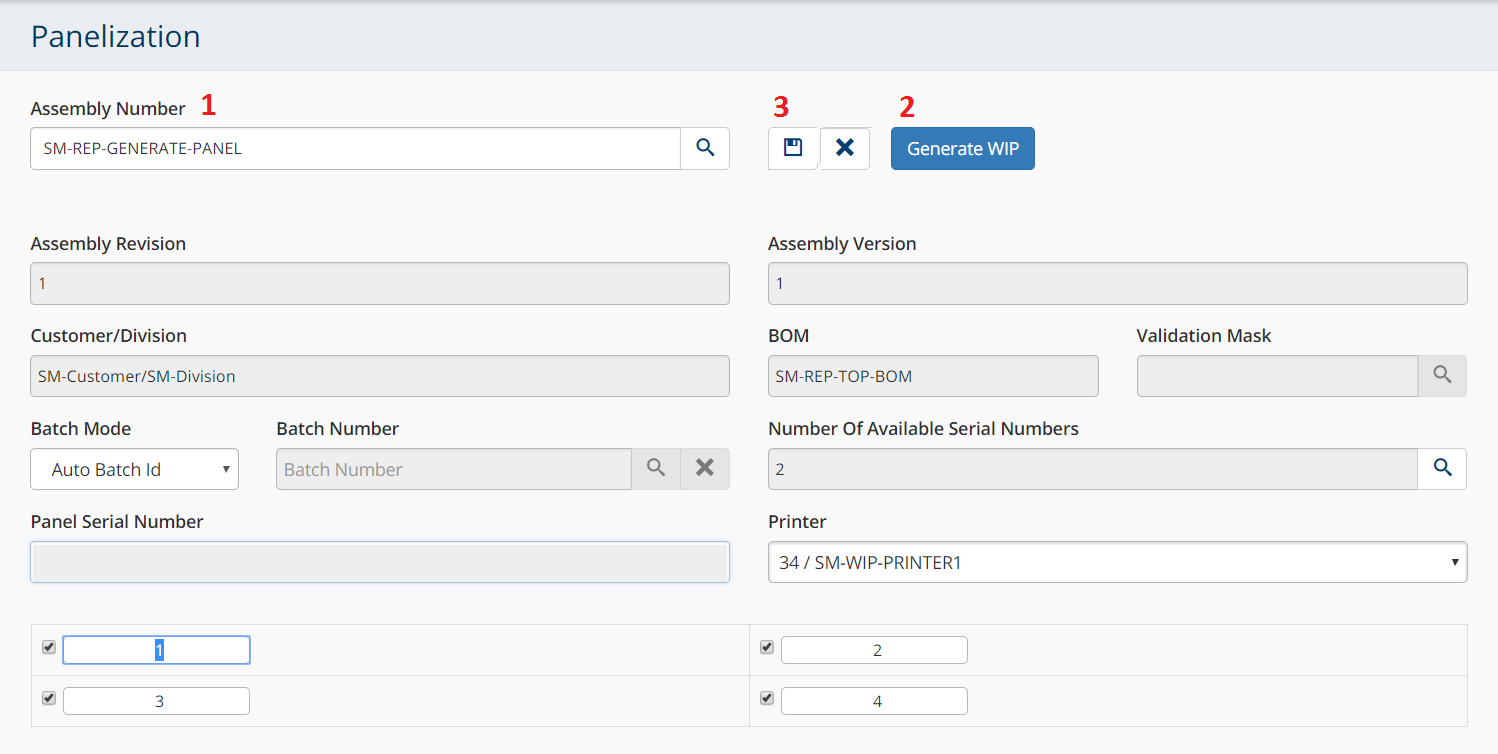 Panelization
Assembly Number 1 3 2
SM-REP-GENERATE-PANEL Generate WIP
Assembly Revision Assembly Version
1 1
Customer/Division BOM Validation Mask
SM-Customer/SM-Division SM-REP-TOP-BOM
Batch Mode Batch Number Number Of Available Serial Numbers
Auto Batch Id Batch Number 2
Panel Serial Number Printer
34 / SM-WIP-PRINTER1
1 2
3 4